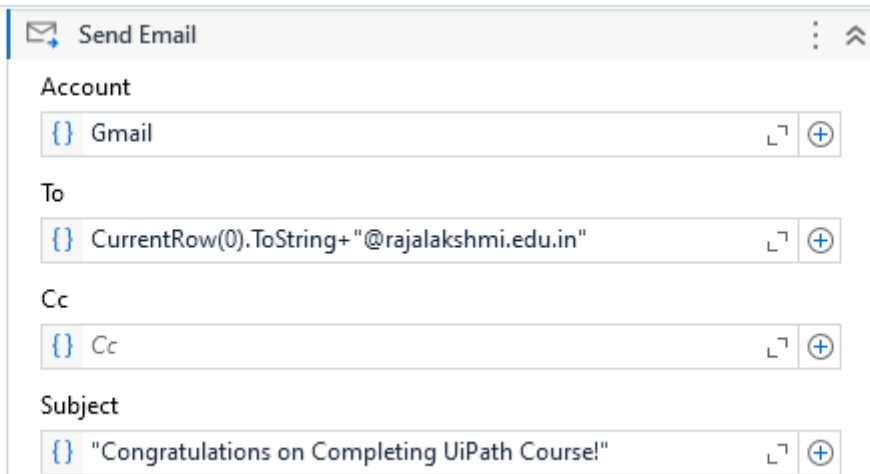 Send Email
Account
{} Gmail
To
{} CurrentRow(0).ToString+"@rajalakshmi.edu.in"
Cc
{} Cc
Subject
{} "Congratulations on Completing UiPath Course!"